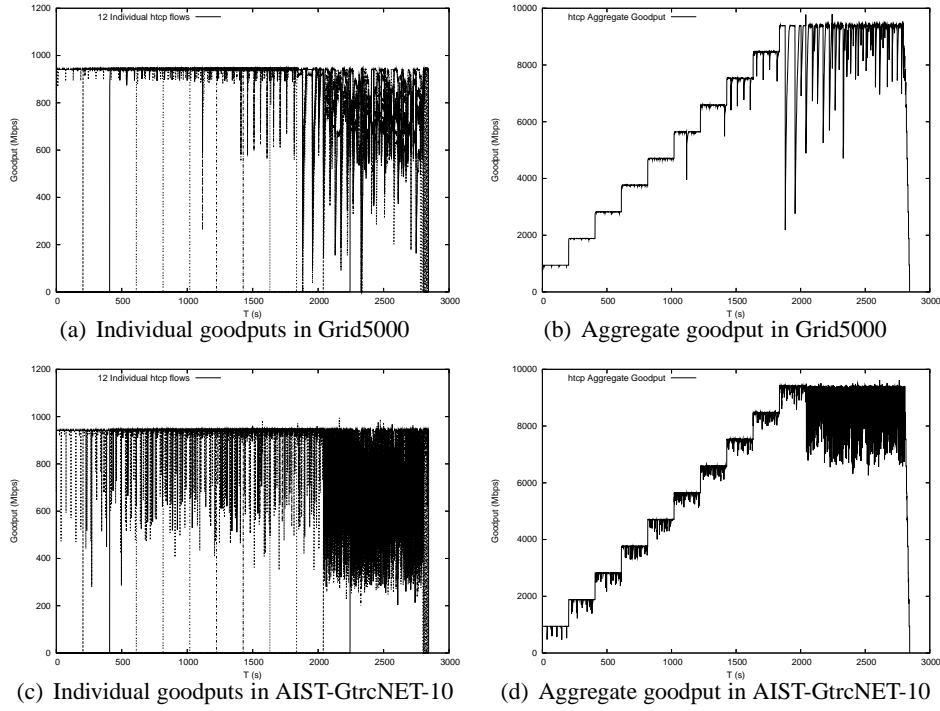 12 Individual htcp flows
Goodput (Mbps)
1200
1000
800
600
400
200
0
0 500 1000 1500 2000 2500 3000
T (s)
(a) Individual goodputs in Grid5000
htcp Aggregate Goodput
Goodput (Mbps)
10000
8000
6000
4000
2000
0
0 500 1000 1500 2000 2500 3000
T (s)
(b) Aggregate goodput in Grid5000
12 Individual htcp flows
Goodput (Mbps)
1200
1000
800
600
400
200
0
0 500 1000 1500 2000 2500 3000
T (s)
(c) Individual goodputs in AIST-GtrcNET-10
htcp Aggregate Goodput
Goodput (Mbps)
10000
8000
6000
4000
2000
0
0 500 1000 1500 2000 2500 3000
T (s)
(d) Aggregate goodput in AIST-GtrcNET-10